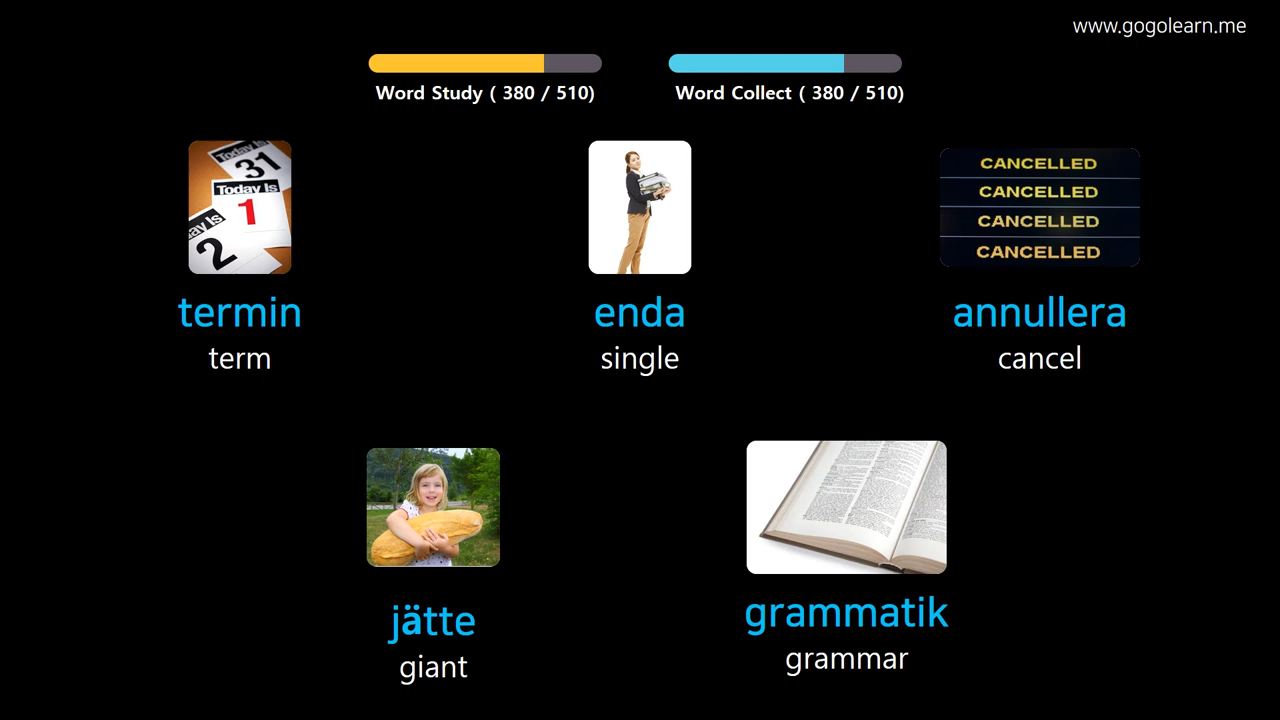 www.gogolearn.me
Word Study ( 380 / 510)
Word Collect ( 380 / 510)
Today Is
31
Today Is
1
ay Is
2
CANCELLED
CANCELLED
CANCELLED
CANCELLED
termin
term
enda
single
annullera
cancel
jätte
giant
grammatik
grammar